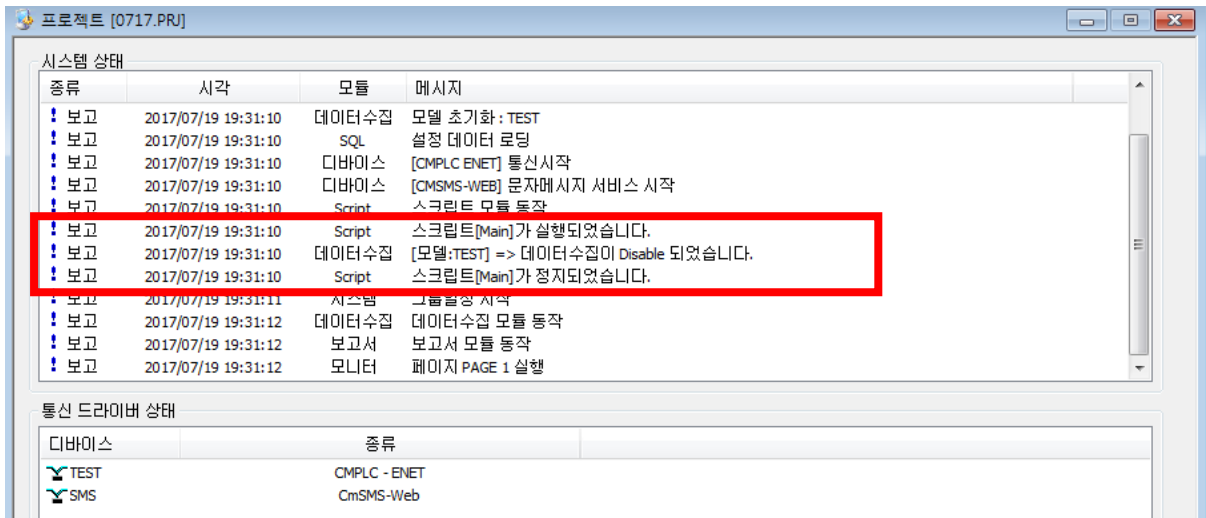 프로젝트 [0717.PRJ]
시스템 상태
종류 시각 모듈 메시지
보고 2017/07/19 19:31:10 데이터수집 모델 초기화 : TEST
보고 2017/07/19 19:31:10 SQL 설정 데이터 로딩
보고 2017/07/19 19:31:10 디바이스 [CMPLC ENET] 통신시작
보고 2017/07/19 19:31:10 디바이스 [CMSMS-WEB] 문자메시지 서비스 시작
보고 2017/07/19 19:31:10 Script 스크립트 모듈 동작
보고 2017/07/19 19:31:10 Script 스크립트[Main]가 실행되었습니다.
보고 2017/07/19 19:31:10 데이터수집 [모델:TEST] => 데이터수집이 Disable 되었습니다.
보고 2017/07/19 19:31:10 Script 스크립트[Main]가 정지되었습니다.
보고 2017/07/19 19:31:11 시스템 그룹일정 시작
보고 2017/07/19 19:31:12 데이터수집 데이터수집 모듈 동작
보고 2017/07/19 19:31:12 보고서 보고서 모듈 동작
보고 2017/07/19 19:31:12 모니터 페이지 PAGE 1 실행
통신 드라이버 상태
디바이스 종류
TEST CMPLC - ENET
SMS CmSMS-Web